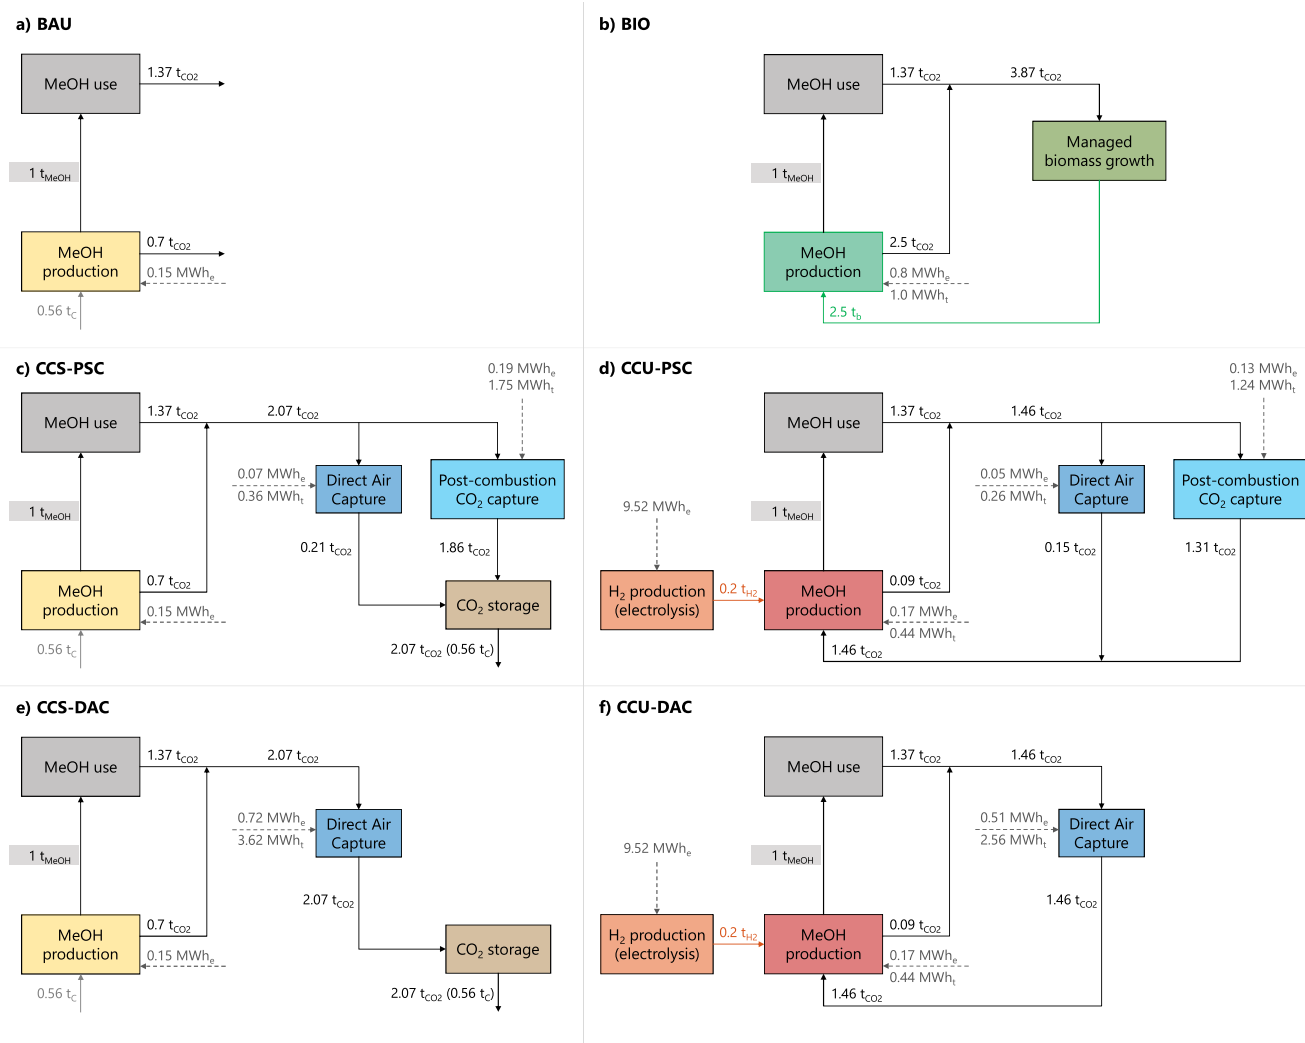 a) BAU
MeOH use
1.37 tCO2
1 tMeOH
MeOH
production
0.7 tCO2
0.15 MWhe
0.56 tC
b) BIO
MeOH use
1.37 tCO2
3.87 tCO2
Managed
biomass growth
1 tMeOH
MeOH
production
2.5 tCO2
0.8 MWhe
1.0 MWht
2.5 tb
c) CCS-PSC
0.19 MWhe
1.75 MWht
MeOH use
1.37 tCO2
2.07 tCO2
0.07 MWhe
0.36 MWht
Direct Air
Capture
Post-combustion
CO2 capture
1 tMeOH
0.21 tCO2
1.86 tCO2
MeOH
production
0.7 tCO2
0.15 MWhe
0.56 tC
CO2 storage
2.07 tCO2 (0.56 tC)
d) CCU-PSC
0.13 MWhe
1.24 MWht
MeOH use
1.37 tCO2
1.46 tCO2
0.05 MWhe
0.26 MWht
Direct Air
Capture
Post-combustion
CO2 capture
9.52 MWhe
1 tMeOH
0.15 tCO2
1.31 tCO2
H2 production
(electrolysis)
0.2 tH2
MeOH
production
0.09 tCO2
0.17 MWhe
0.44 MWht
1.46 tCO2
e) CCS-DAC
MeOH use
1.37 tCO2
2.07 tCO2
0.72 MWhe
3.62 MWht
Direct Air
Capture
1 tMeOH
2.07 tCO2
MeOH
production
0.7 tCO2
0.15 MWhe
0.56 tC
CO2 storage
2.07 tCO2 (0.56 tC)
f) CCU-DAC
MeOH use
1.37 tCO2
1.46 tCO2
0.51 MWhe
2.56 MWht
Direct Air
Capture
9.52 MWhe
1 tMeOH
1.46 tCO2
H2 production
(electrolysis)
0.2 tH2
MeOH
production
0.09 tCO2
0.17 MWhe
0.44 MWht
1.46 tCO2